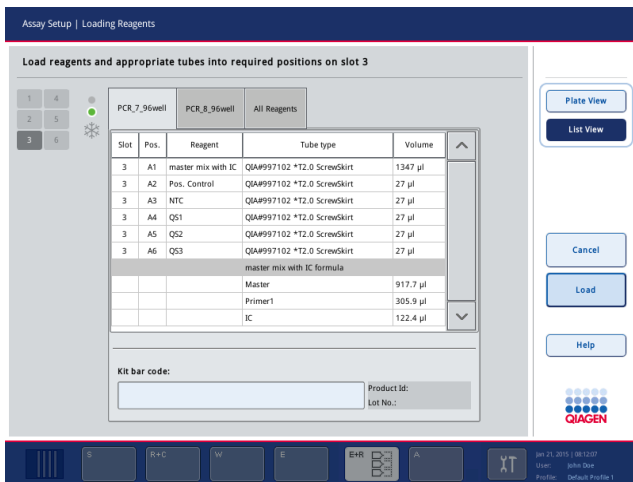 Assay Setup | Loading Reagents
Load reagents and appropriate tubes into required positions on slot 3
1 4
2 5
3 6
PCR_7_96well PCR_8_96well All Reagents
Slot Pos. Reagent Tube type Volume
3 A1 master mix with IC QIA#997102 *T2.0 ScrewSkirt 1347 µl
3 A2 Pos. Control QIA#997102 *T2.0 ScrewSkirt 27 µl
3 A3 NTC QIA#997102 *T2.0 ScrewSkirt 27 µl
3 A4 QS1 QIA#997102 *T2.0 ScrewSkirt 27 µl
3 A5 QS2 QIA#997102 *T2.0 ScrewSkirt 27 µl
3 A6 QS3 QIA#997102 *T2.0 ScrewSkirt 27 µl
master mix with IC formula
Master 917.7 µl
Primer1 305.9 µl
IC 122.4 µl
Kit bar code:
Product Id:
Lot No.:
Plate View
List View
Cancel
Load
Help
QIAGEN
S R+C W E E+R A
Jan 21, 2015 | 08:12:07
User: John Doe
Profile: Default Profile 1